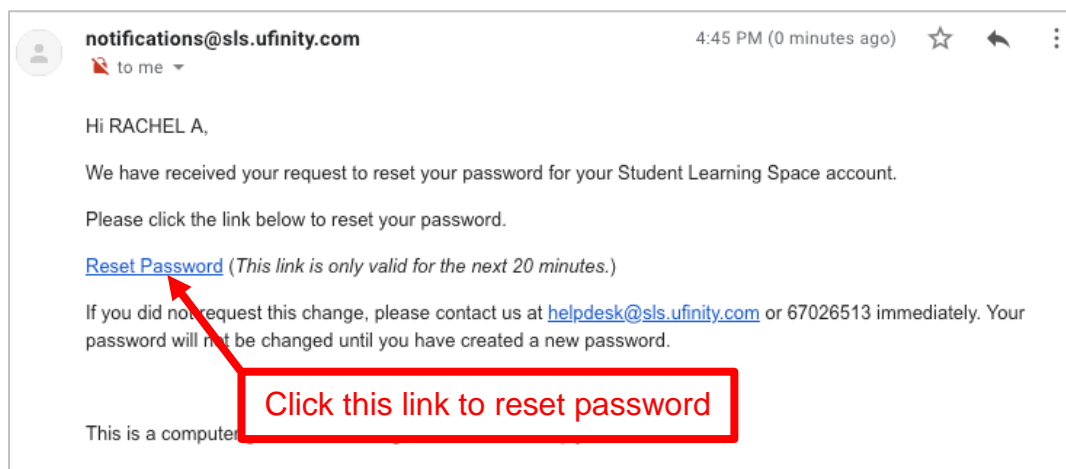 notifications@sls.ufinity.com 4:45 PM (0 minutes ago)
to me
Hi RACHEL A,
We have received your request to reset your password for your Student Learning Space account.
Please click the link below to reset your password.
Reset Password (This link is only valid for the next 20 minutes.)
If you did not request this change, please contact us at helpdesk@sls.ufinity.com or 67026513 immediately. Your
password will not be changed until you have created a new password.
Click this link to reset password
This is a computer